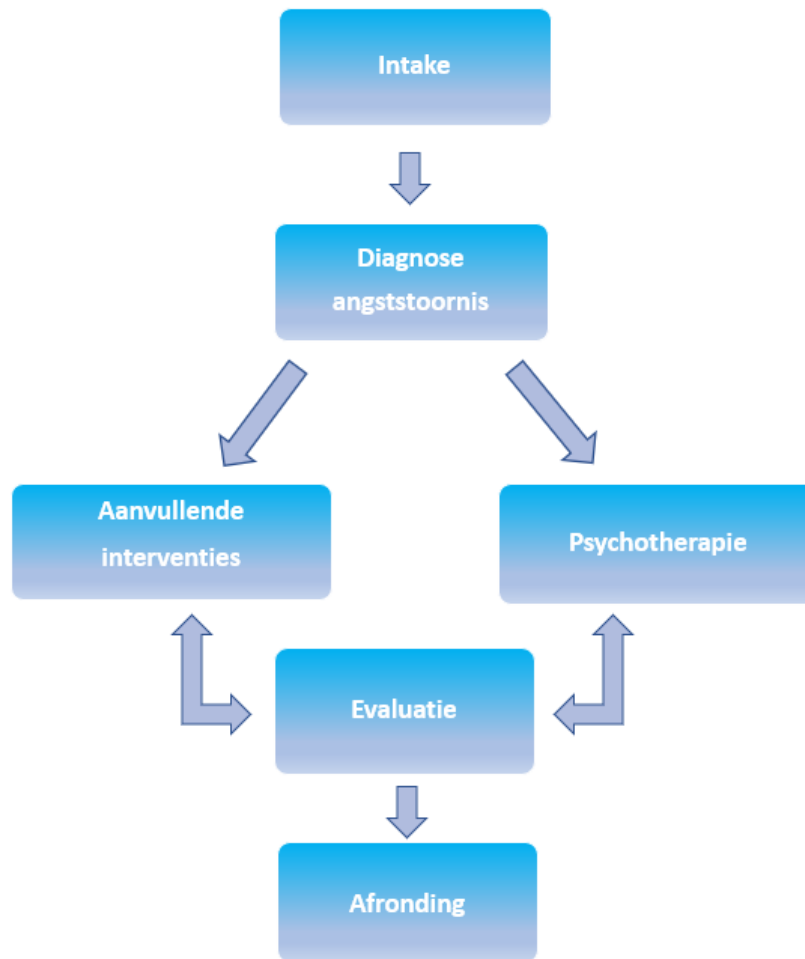 Intake
Diagnose
angststoornis
Aanvullende
interventies
Psychotherapie
Evaluatie
Afronding